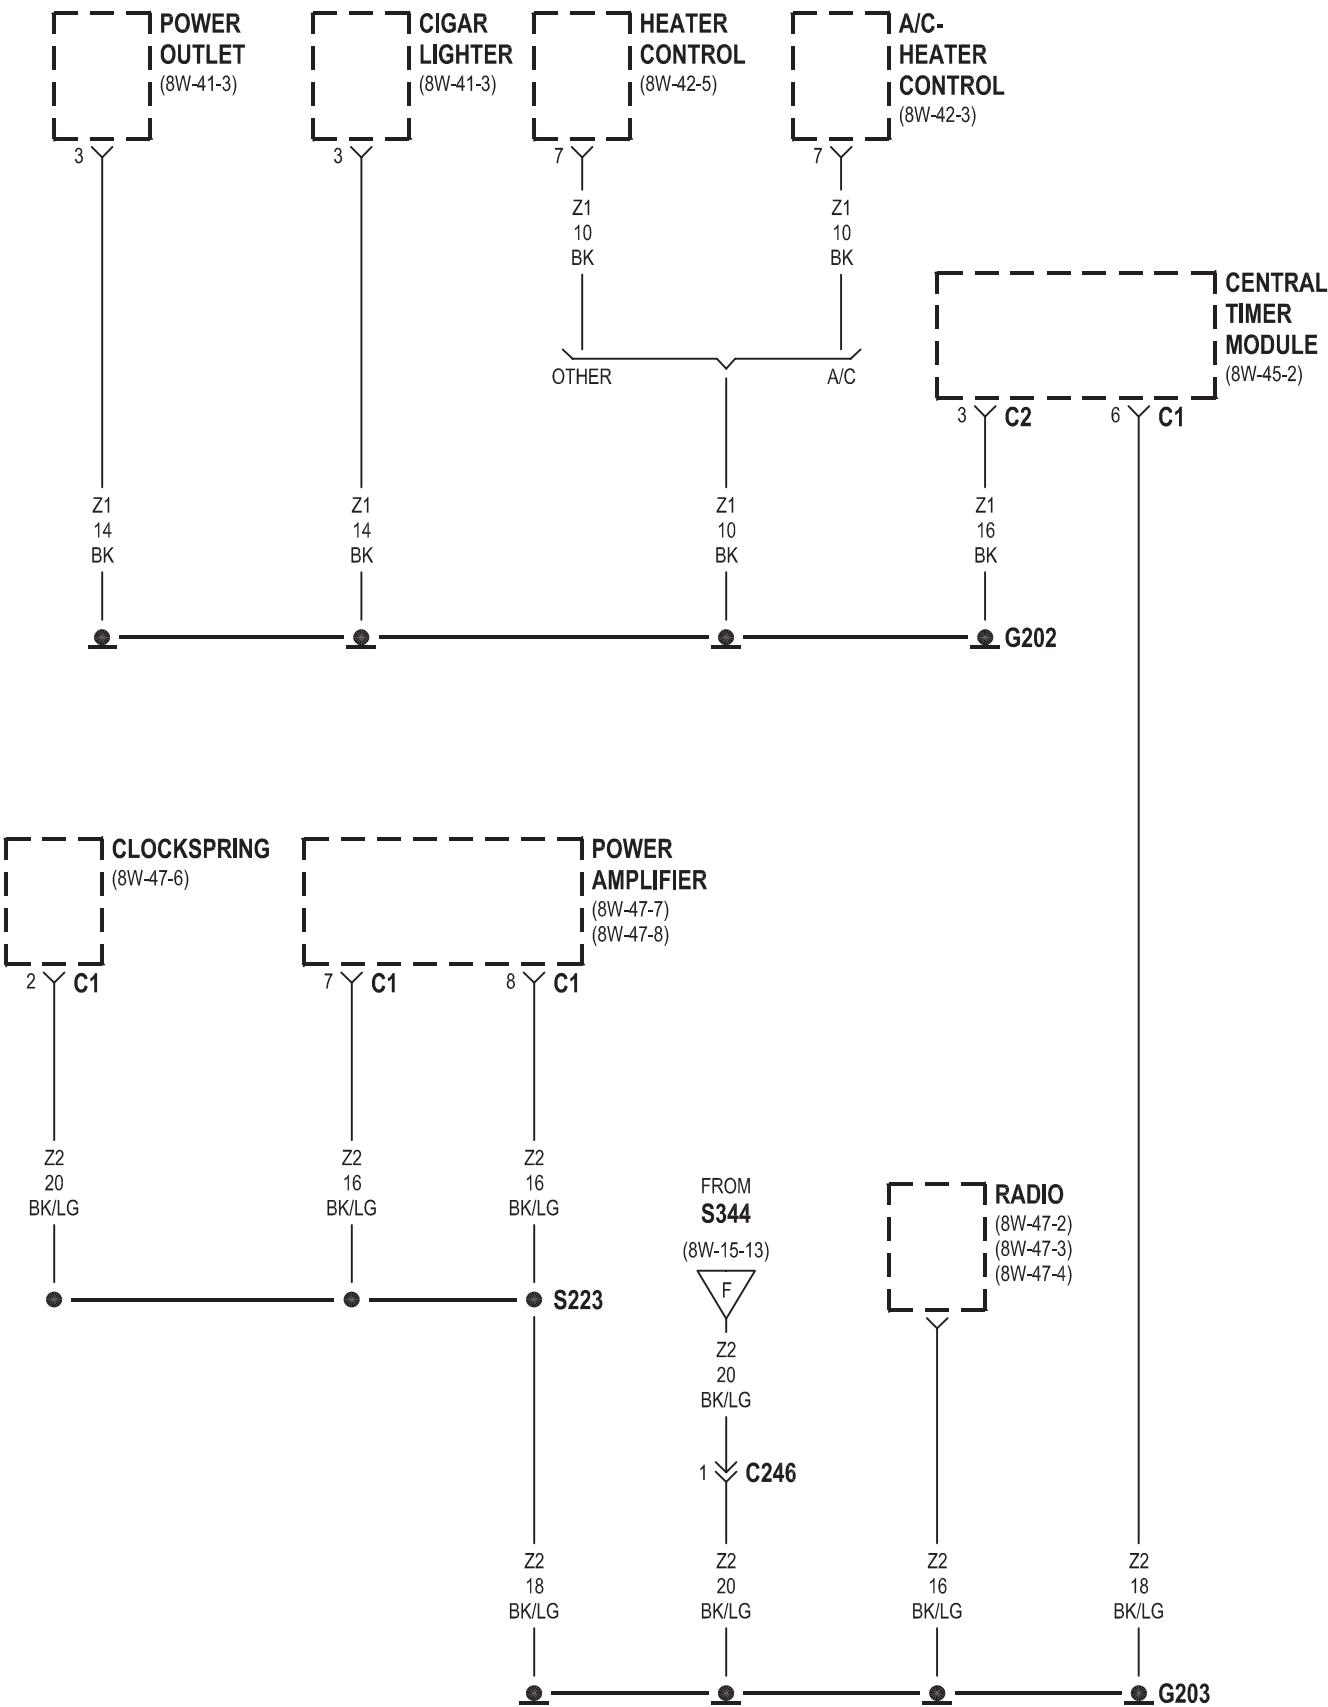 POWER
OUTLET
(8W-41-3)
CIGAR
LIGHTER
(8W-41-3)
HEATER
CONTROL
(8W-42-5)
A/C-
HEATER
CONTROL
(8W-42-3)
3
3
7
7
Z1
10
BK
Z1
10
BK
OTHER
A/C
CENTRAL
TIMER
MODULE
(8W-45-2)
3
C2
6
C1
Z1
14
BK
Z1
14
BK
Z1
10
BK
Z1
16
BK
G202
CLOCKSPRING
(8W-47-6)
POWER
AMPLIFIER
(8W-47-7)
(8W-47-8)
2
C1
7
C1
8
C1
Z2
20
BK/LG
Z2
16
BK/LG
Z2
16
BK/LG
S223
FROM
S344
(8W-15-13)
F
Z2
20
BK/LG
1
C246
RADIO
(8W-47-2)
(8W-47-3)
(8W-47-4)
Z2
18
BK/LG
Z2
20
BK/LG
Z2
16
BK/LG
Z2
18
BK/LG
G203